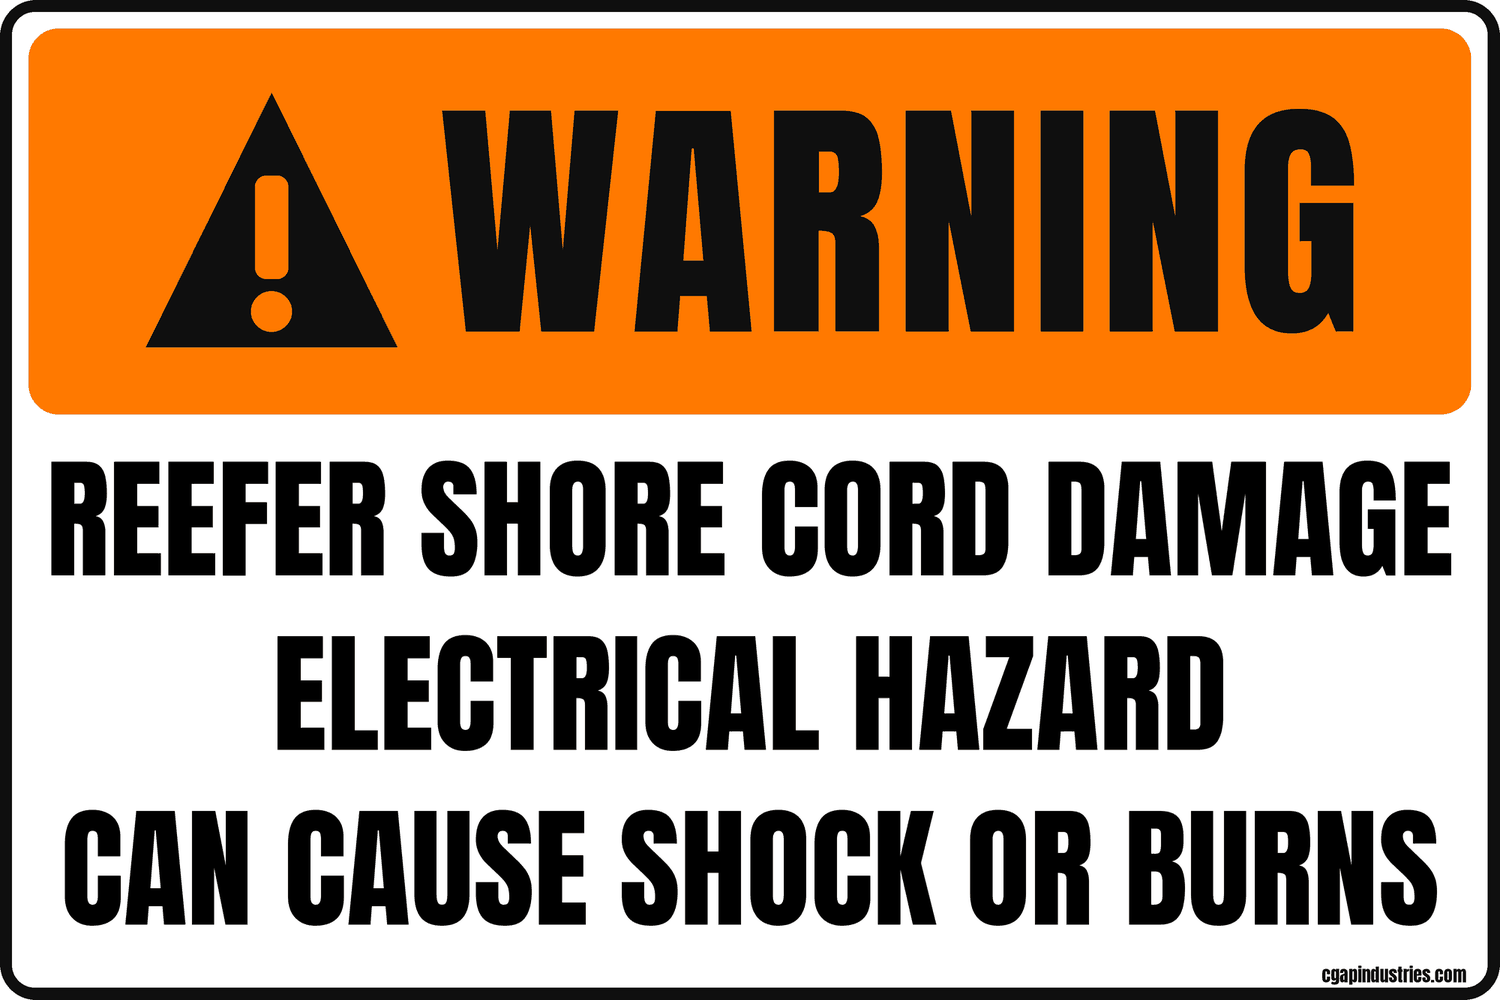 WARNING
REEFER SHORE CORD DAMAGE
ELECTRICAL HAZARD
CAN CAUSE SHOCK OR BURNS
cgapindustries.com